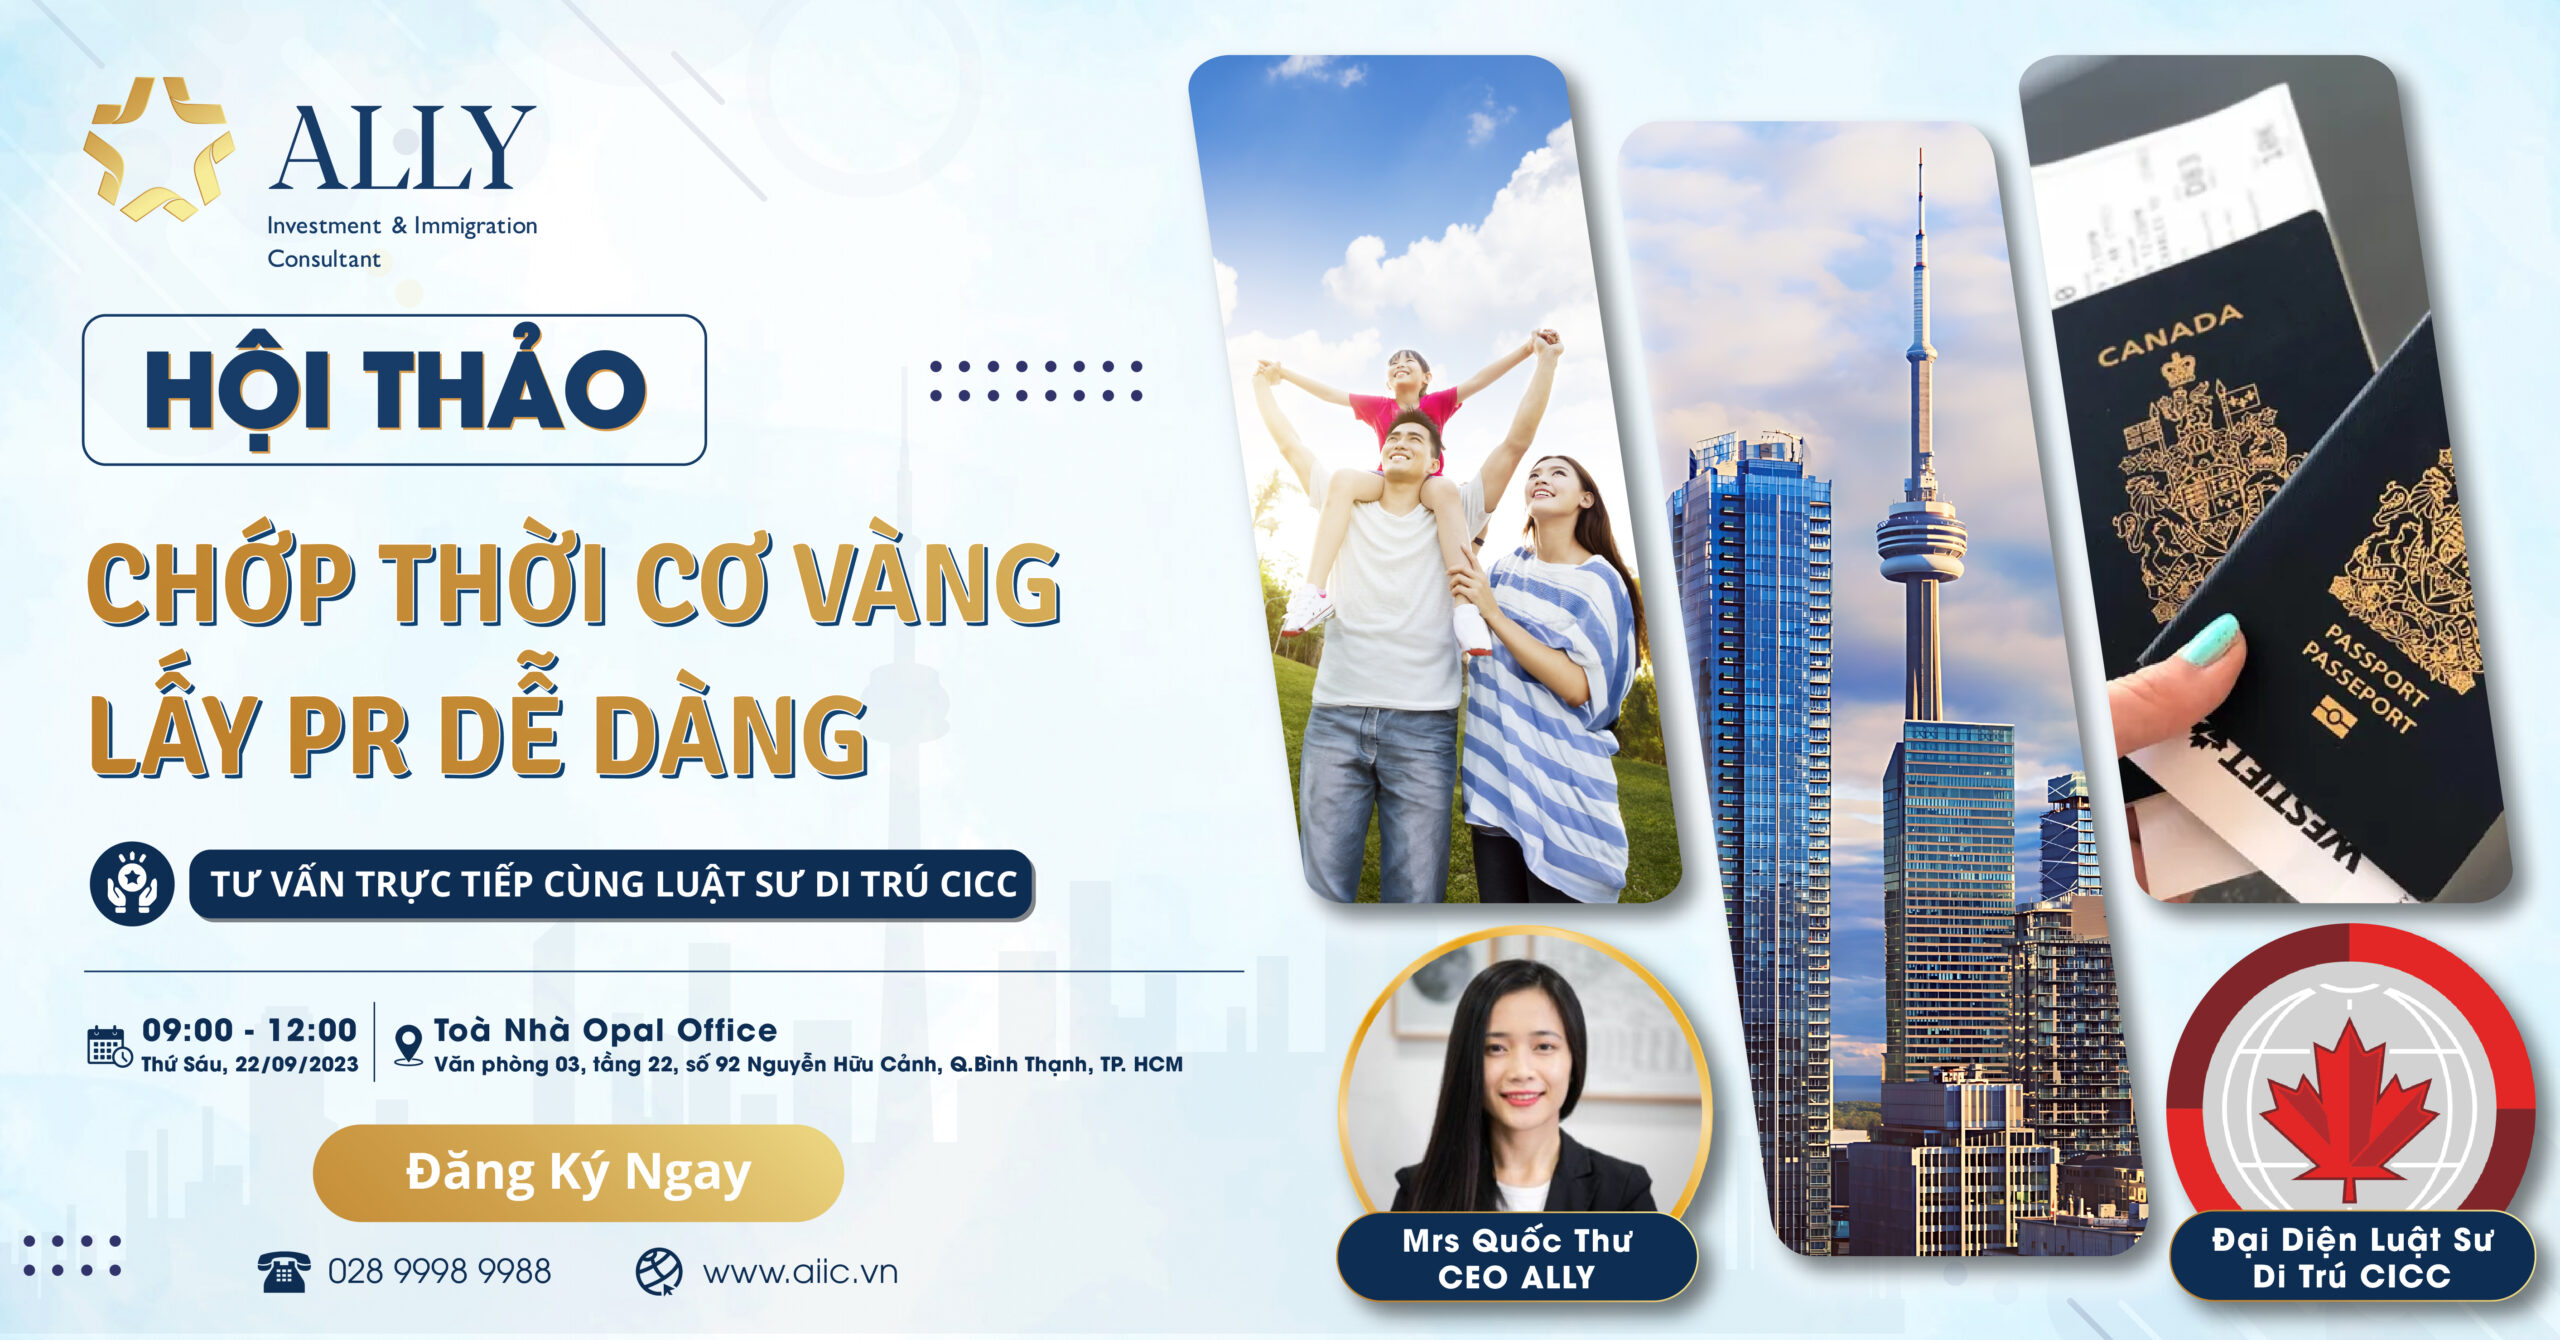 ALLY
Investment & Immigration
Consultant
HỘI THẢO
CHỚP THỜI CƠ VÀNG
LẤY PR DỄ DÀNG
TƯ VẤN TRỰC TIẾP CÙNG LUẬT SƯ DI TRÚ CICC
09:00 - 12:00
Thứ Sáu, 22/09/2023
Toà Nhà Opal Office
Văn phòng 03, tầng 22, số 92 Nguyễn Hữu Cảnh, Q.Bình Thạnh, TP. HCM
Đăng Ký Ngay
028 9998 9988
www.aiic.vn
CANADA
PASSPORT
PASSEPORT
WESTJET
Mrs Quốc Thư
CEO ALLY
Đại Diện Luật Sư
Di Trú CICC